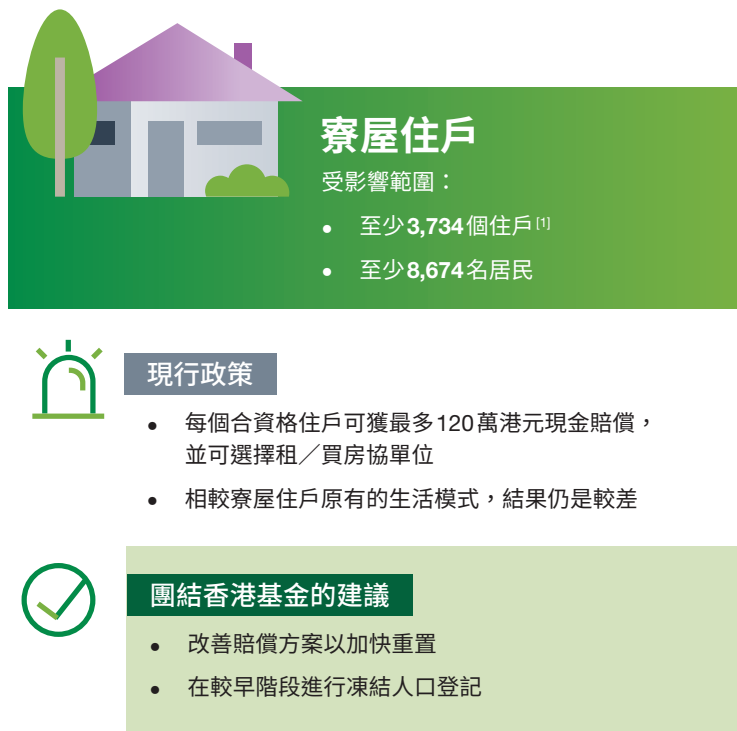 寮屋住戶
受影響範圍：
• 至少3,734個住戶[1]
• 至少8,674名居民
現行政策
• 每個合資格住戶可獲最多120萬港元現金賠償，
並可選擇租／買房協單位
• 相較寮屋住戶原有的生活模式，結果仍是較差
團結香港基金的建議
• 改善賠償方案以加快重置
• 在較早階段進行凍結人口登記